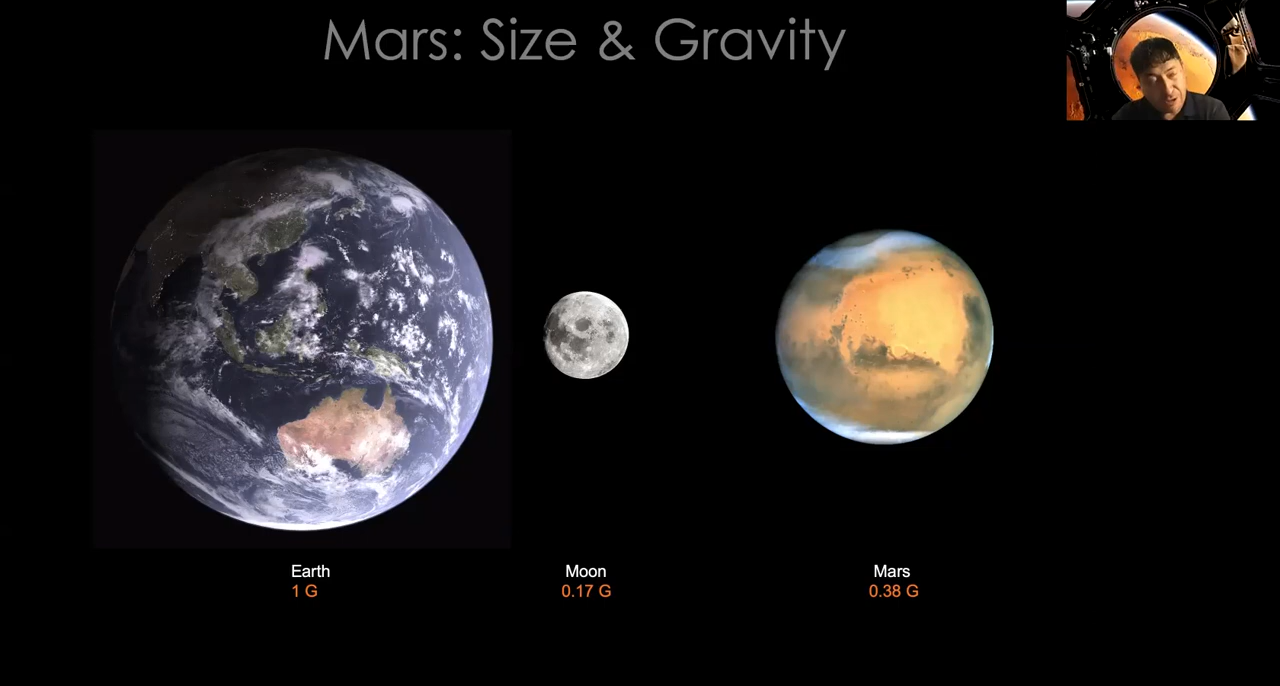 Mars: Size & Gravity
Earth
1 G
Moon
0.17 G
Mars
0.38 G